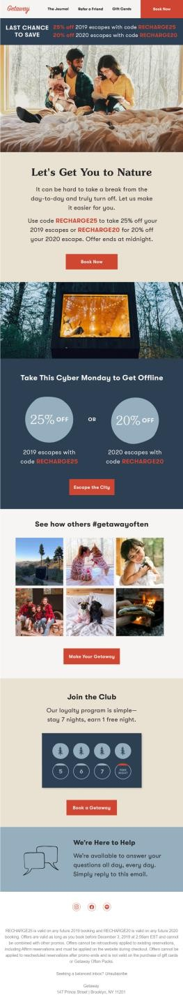 Getaway
The Journal
Refer a Friend
Gift Cards
Book Now
LAST CHANCE
TO SAVE
25% off 2019 escapes with code RECHARGE25
20% off 2020 escapes with code RECHARGE20
Let's Get You to Nature
It can be hard to take a break from the
day-to-day and truly turn off. Let us make
it easier for you.
Use code RECHARGE25 to take 25% off your
2019 escapes or RECHARGE20 for 20% off
your 2020 escape. Offer ends at midnight.
Book Now
Take This Cyber Monday to Get Offline
25% OFF
OR
20% OFF
2019 escapes with
code RECHARGE25
2020 escapes with
code RECHARGE20
Escape the City
See how others #getawayoften
Make Your Getaway
Join the Club
Our loyalty program is simple—
stay 7 nights, earn 1 free night.
5
6
7
FREE
NIGHT
Book a Getaway
We're Here to Help
We're available to answer your
questions all day, every day.
Simply reply to this email.
RECHARGE25 is valid on any future 2019 booking and RECHARGE20 is valid on any future 2020
booking. Offers are valid as long as you book before December 3, 2019 at 2:59am EST and cannot
be combined with other promos. Offers cannot be retroactively applied to existing reservations,
including Affirm reservations and must be applied on the website during checkout. Offers cannot be
applied to rescheduled reservations after promo ends and is not valid on the purchase of gift cards
or Getaway Often Packs.
Seeking a balanced inbox? Unsubscribe
Getaway
147 Prince Street | Brooklyn, NY 11201